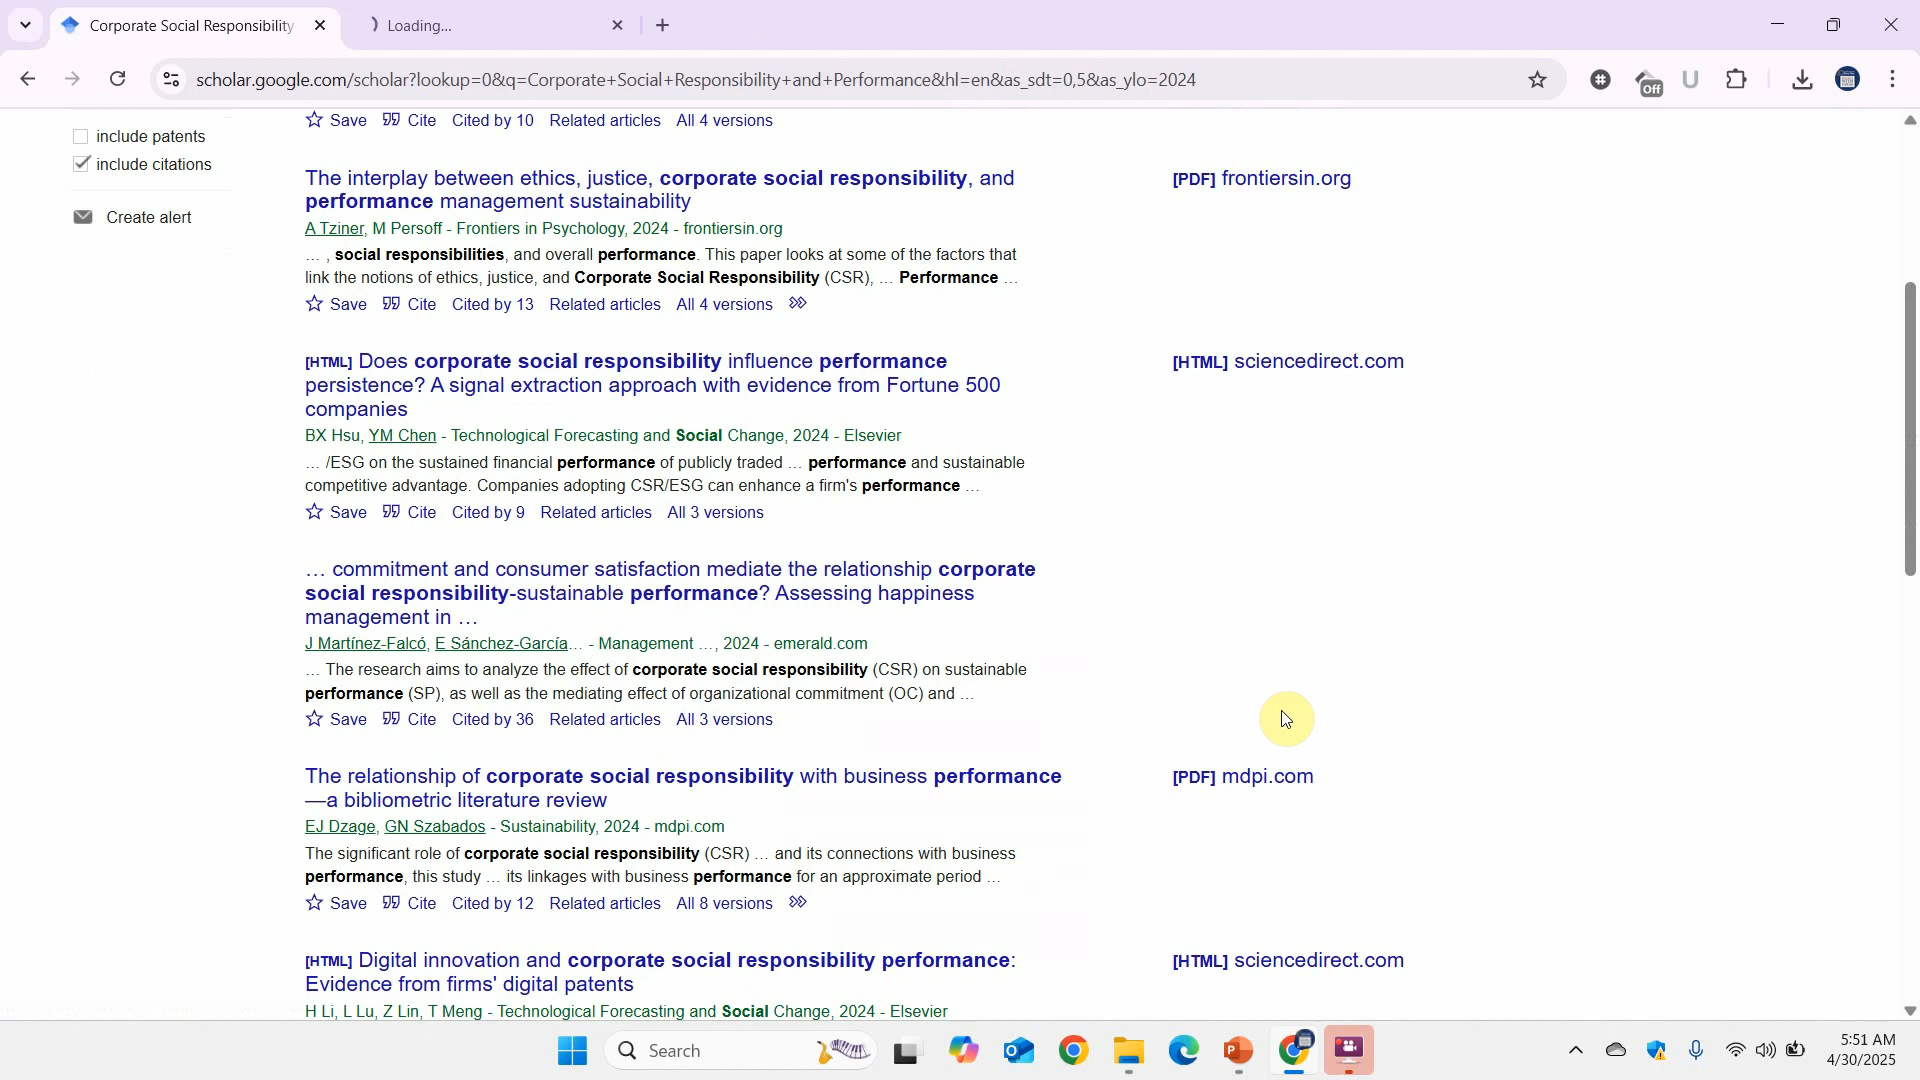 Corporate Social Responsibility
Loading...
scholar.google.com/scholar?lookup=0&q=Corporate+Social+Responsibility+and+Performance&hl=en&as_sdt=0,5&as_ylo=2024
Off
include patents
include citations
Create alert
Save Cite Cited by 10 Related articles All 4 versions
The interplay between ethics, justice, corporate social responsibility, and
performance management sustainability
[PDF] frontiersin.org
A Tziner, M Persoff - Frontiers in Psychology, 2024 - frontiersin.org
… , social responsibilities, and overall performance. This paper looks at some of the factors that
link the notions of ethics, justice, and Corporate Social Responsibility (CSR), … Performance …
Save Cite Cited by 13 Related articles All 4 versions
[HTML] Does corporate social responsibility influence performance
persistence? A signal extraction approach with evidence from Fortune 500
companies
[HTML] sciencedirect.com
BX Hsu, YM Chen - Technological Forecasting and Social Change, 2024 - Elsevier
… /ESG on the sustained financial performance of publicly traded … performance and sustainable
competitive advantage. Companies adopting CSR/ESG can enhance a firm's performance …
Save Cite Cited by 9 Related articles All 3 versions
… commitment and consumer satisfaction mediate the relationship corporate
social responsibility-sustainable performance? Assessing happiness
management in …
J Martínez-Falcó, E Sánchez-García… - Management …, 2024 - emerald.com
… The research aims to analyze the effect of corporate social responsibility (CSR) on sustainable
performance (SP), as well as the mediating effect of organizational commitment (OC) and …
Save Cite Cited by 36 Related articles All 3 versions
The relationship of corporate social responsibility with business performance
—a bibliometric literature review
[PDF] mdpi.com
EJ Dzage, GN Szabados - Sustainability, 2024 - mdpi.com
The significant role of corporate social responsibility (CSR) … and its connections with business
performance, this study … its linkages with business performance for an approximate period …
Save Cite Cited by 12 Related articles All 8 versions
[HTML] Digital innovation and corporate social responsibility performance:
Evidence from firms' digital patents
[HTML] sciencedirect.com
H Li, L Lu, Z Lin, T Meng - Technological Forecasting and Social Change, 2024 - Elsevier
Search
5:51 AM
4/30/2025